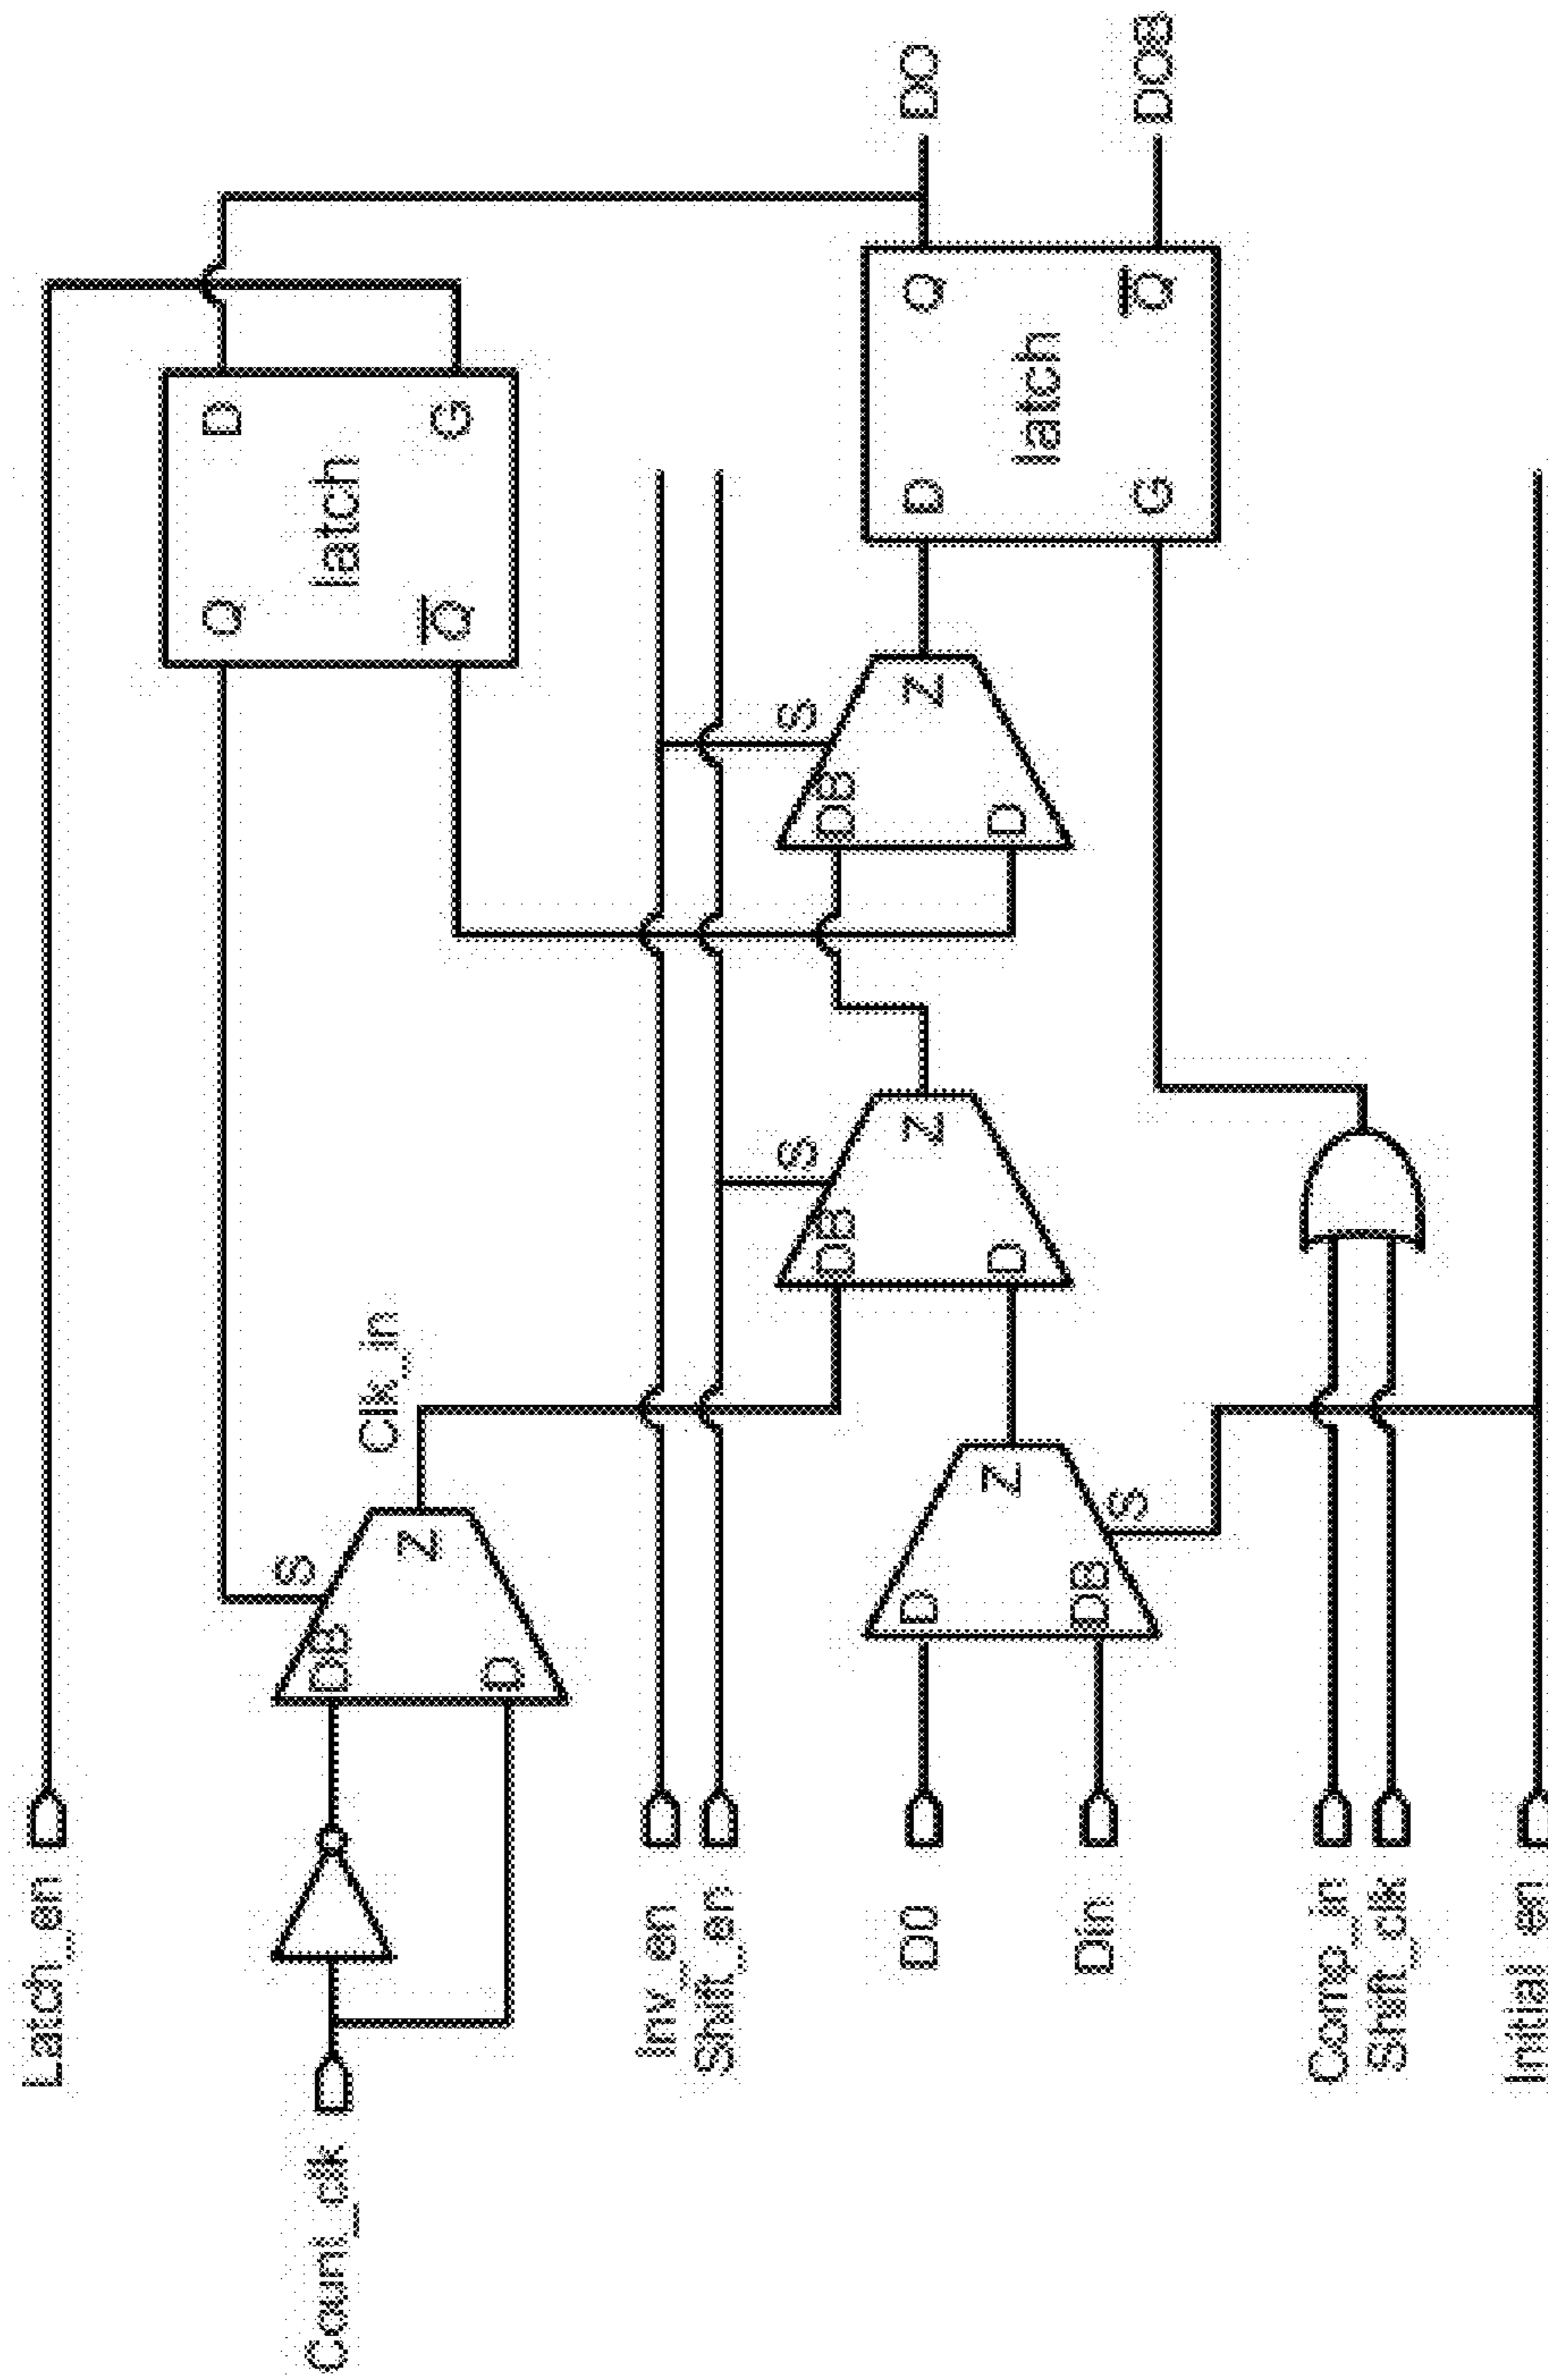 Latch_en
Count_clk
DB
D
S
Z
Clk_in
Q
Q
latch
D
G
Inv_en
Shift_en
D0
Din
D
DB
S
Z
DB
D
S
Z
DB
D
S
Z
D
G
latch
Q
Q
DO
DOB
Comp_in
Shift_clk
Initial_en